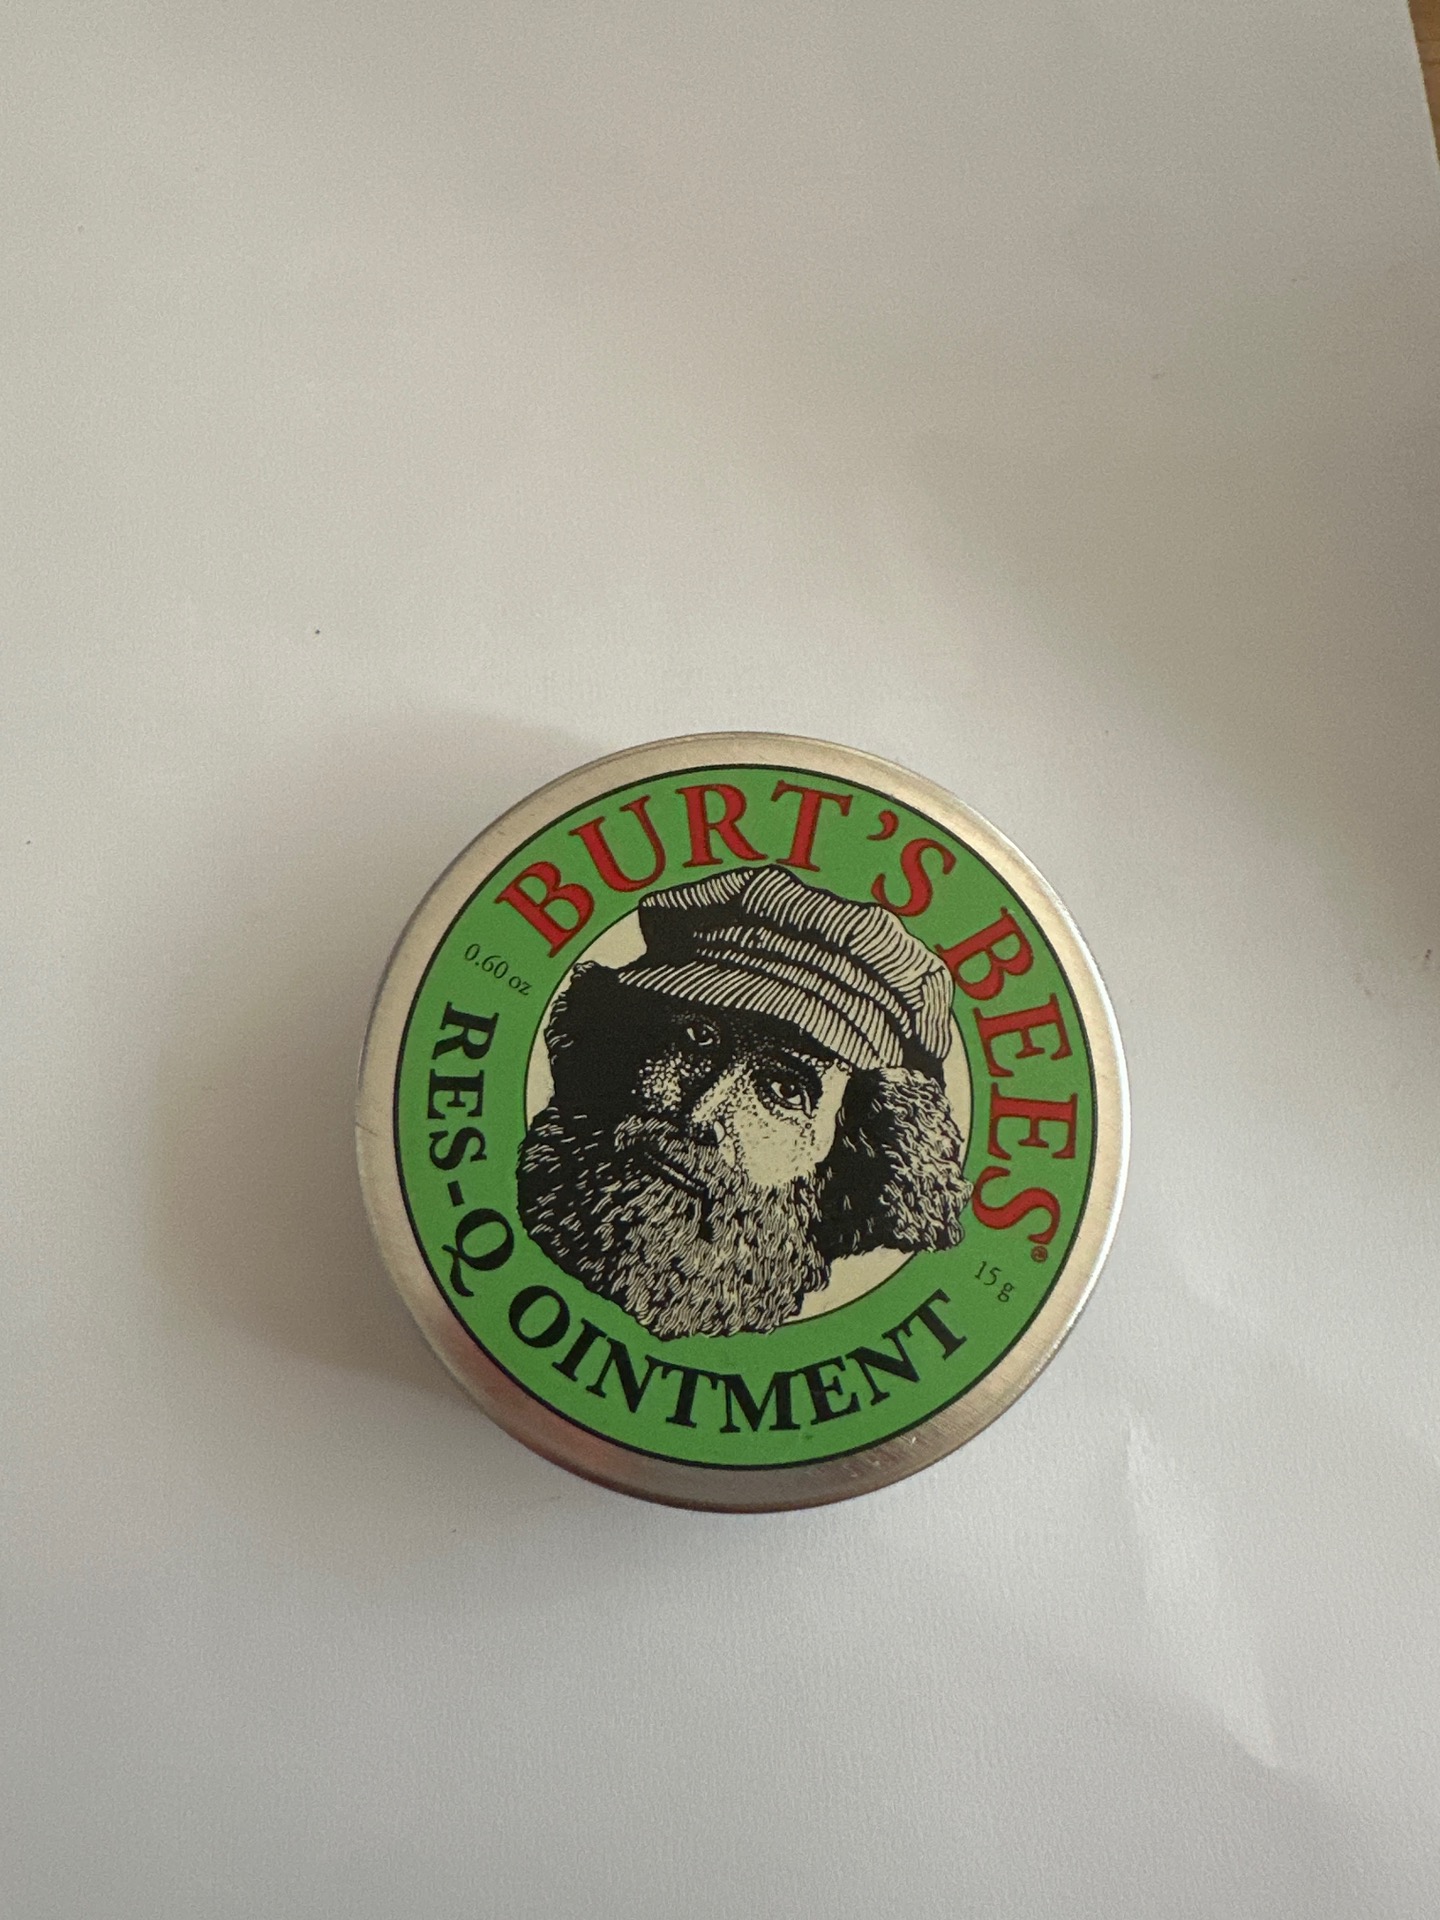 BURT'S BEES®
0.60 oz
RES-Q OINTMENT
15 g